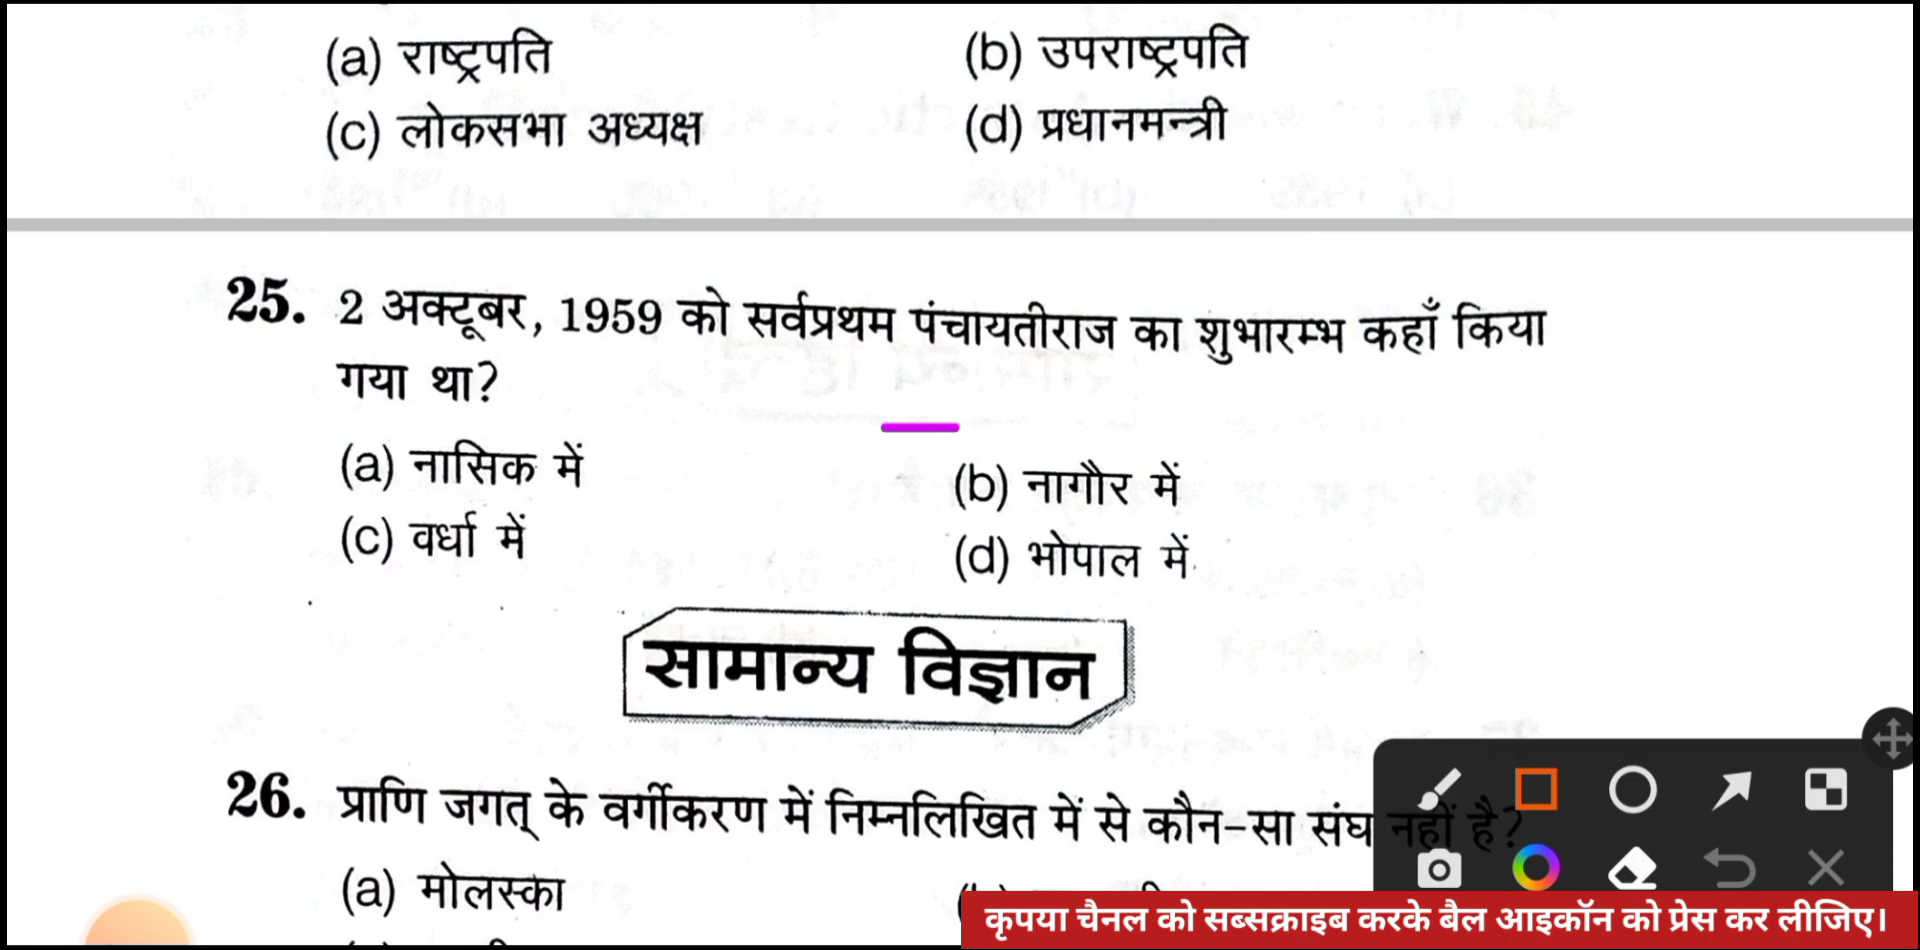 (a) राष्ट्रपति (b) उपराष्ट्रपति
(c) लोकसभा अध्यक्ष (d) प्रधानमन्त्री
25. 2 अक्टूबर, 1959 को सर्वप्रथम पंचायतीराज का शुभारम्भ कहाँ किया
गया था?
(a) नासिक में (b) नागौर में
(c) वर्धा में (d) भोपाल में
सामान्य विज्ञान
26. प्राणि जगत् के वर्गीकरण में निम्नलिखित में से कौन-सा संघ नहीं है?
(a) मोलस्का
कृपया चैनल को सब्सक्राइब करके बैल आइकॉन को प्रेस कर लीजिए।